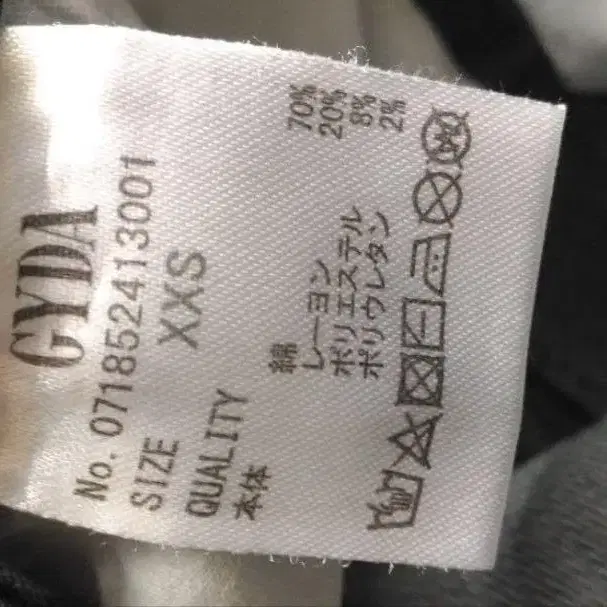 GYDA
No. 071852413001
SIZE XXS
QUALITY
本体
綿 70%
レーヨン 20%
ポリエステル 8%
ポリウレタン 2%